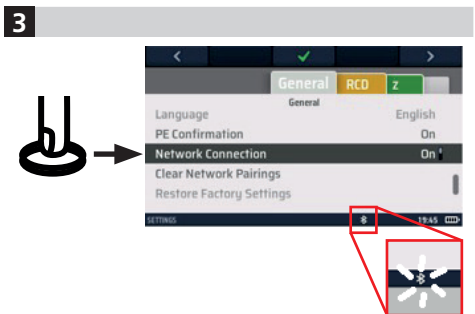 3
General RCD Z
General
Language English
PE Confirmation On
Network Connection On
Clear Network Pairings
Restore Factory Settings
SETTINGS 19:45